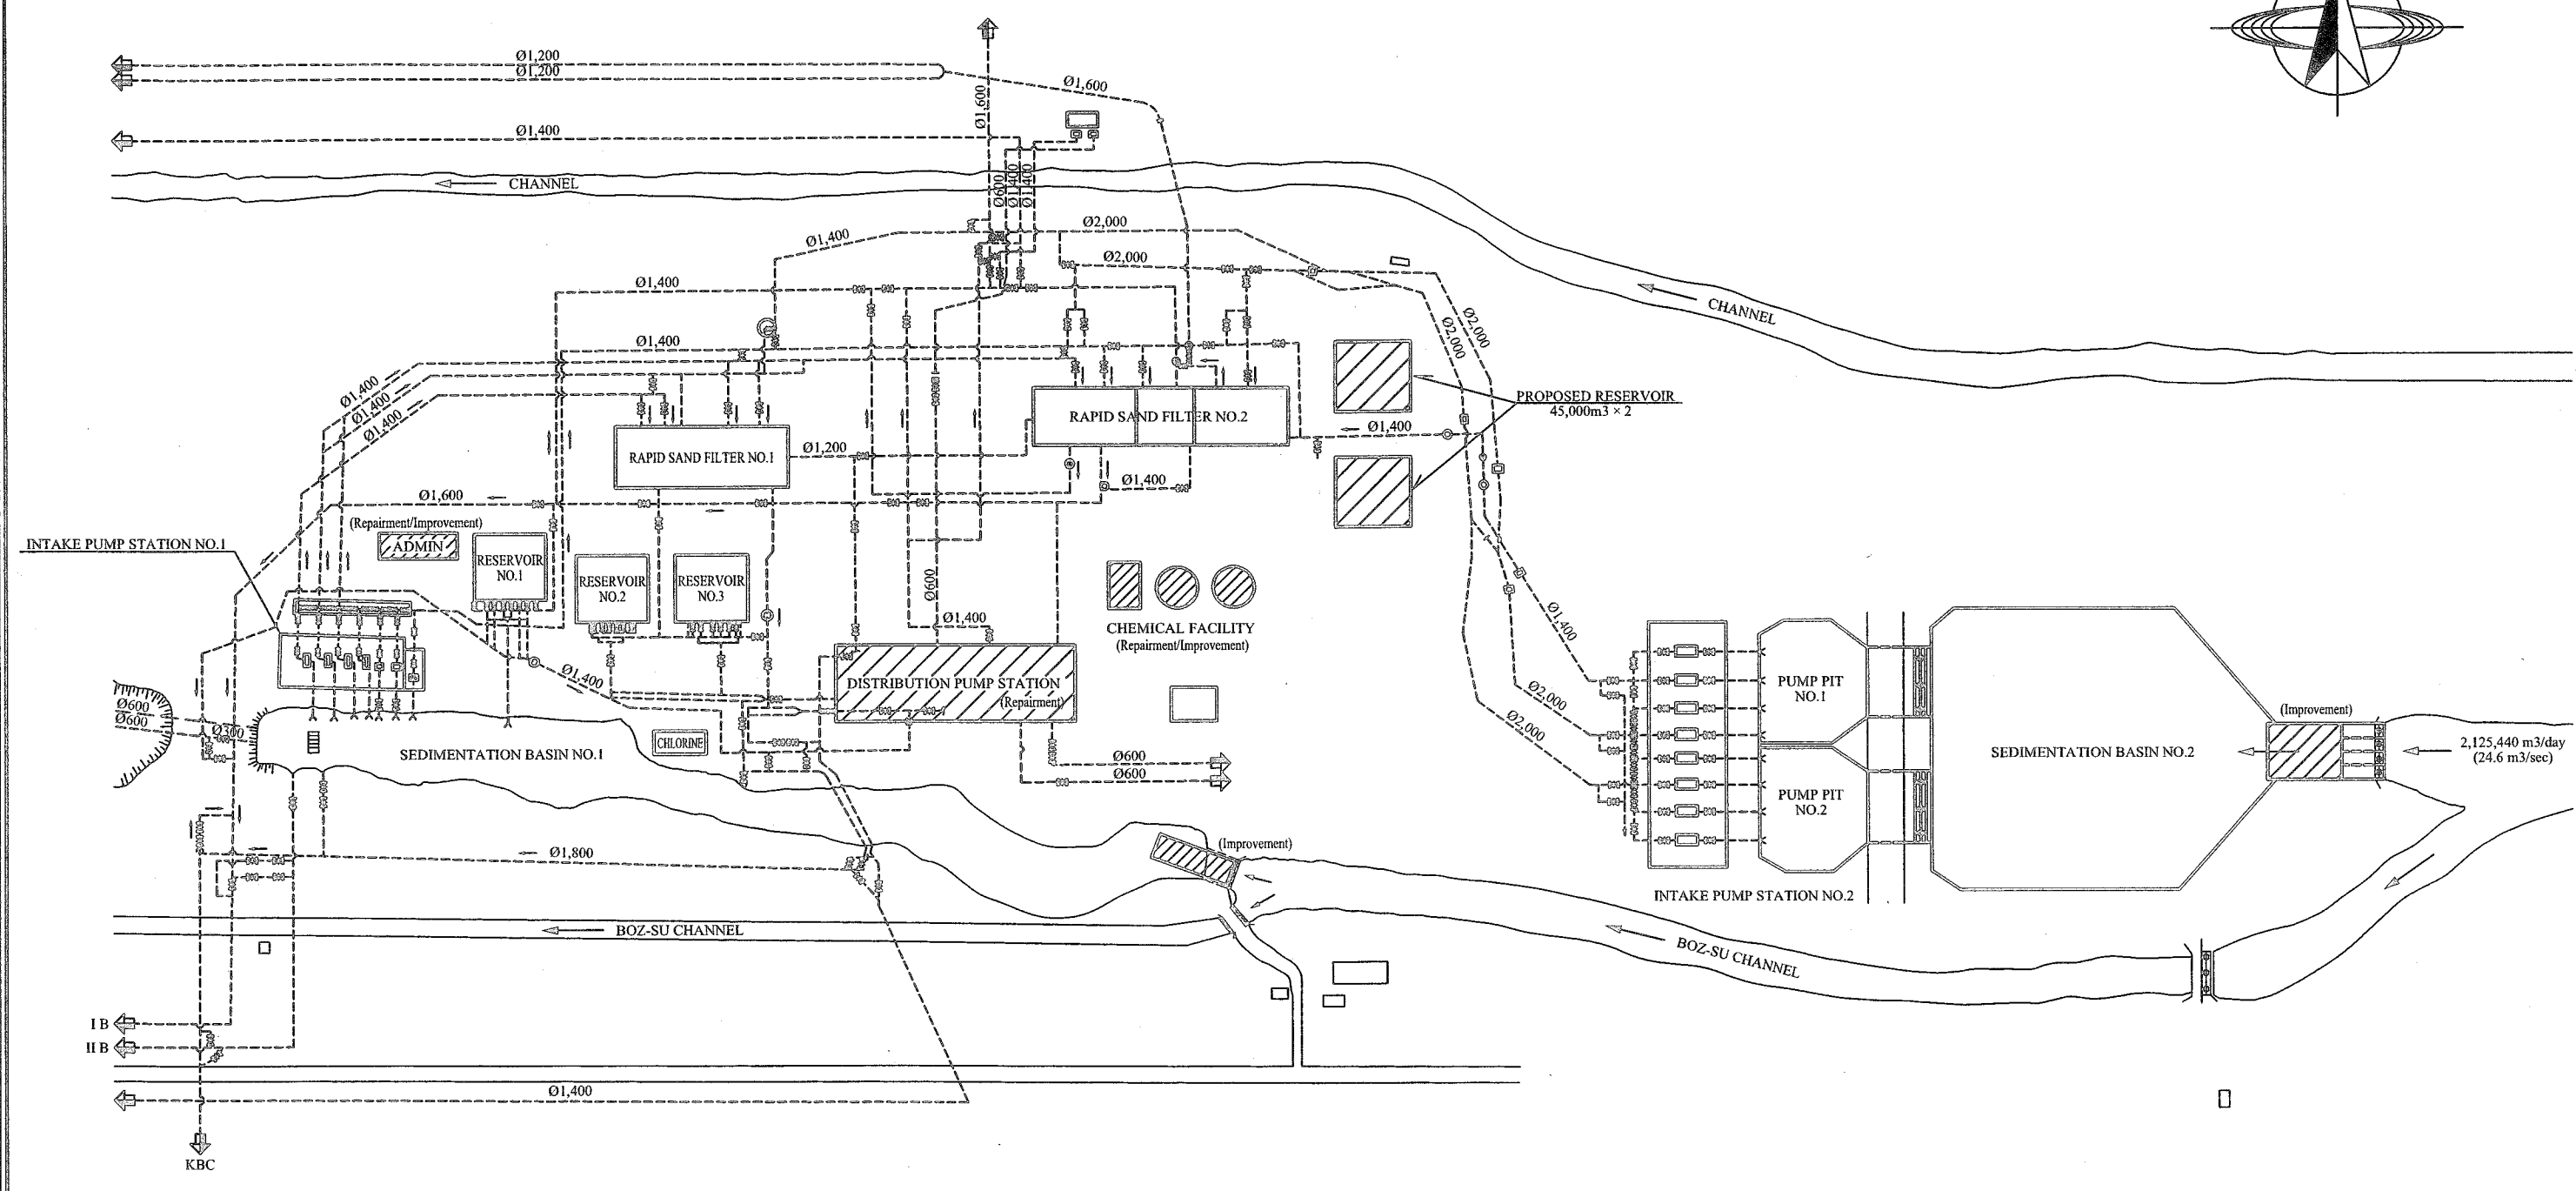 Ø1,200
Ø1,200
Ø1,600
Ø1,600
Ø1,400
CHANNEL
Ø600
Ø1,400
Ø1,400
Ø1,400
Ø2,000
Ø2,000
Ø1,400
CHANNEL
Ø2,000
Ø2,000
Ø1,400
Ø1,400
Ø1,400
Ø1,400
PROPOSED RESERVOIR
45,000m3 × 2
RAPID SAND FILTER NO.2
Ø1,400
RAPID SAND FILTER NO.1
Ø1,200
Ø1,400
Ø1,600
(Repairment/Improvement)
ADMIN
INTAKE PUMP STATION NO.1
RESERVOIR
NO.1
RESERVOIR
NO.2
RESERVOIR
NO.3
Ø600
Ø1,400
CHEMICAL FACILITY
(Repairment/Improvement)
Ø1,400
Ø1,400
DISTRIBUTION PUMP STATION
(Repairment)
Ø2,000
Ø2,000
PUMP PIT
NO.1
PUMP PIT
NO.2
(Improvement)
SEDIMENTATION BASIN NO.2
2,125,440 m3/day
(24.6 m3/sec)
Ø600
Ø600
Ø300
SEDIMENTATION BASIN NO.1
CHLORINE
Ø600
Ø600
Ø1,800
(Improvement)
INTAKE PUMP STATION NO.2
BOZ-SU CHANNEL
BOZ-SU CHANNEL
I B
II B
Ø1,400
KBC